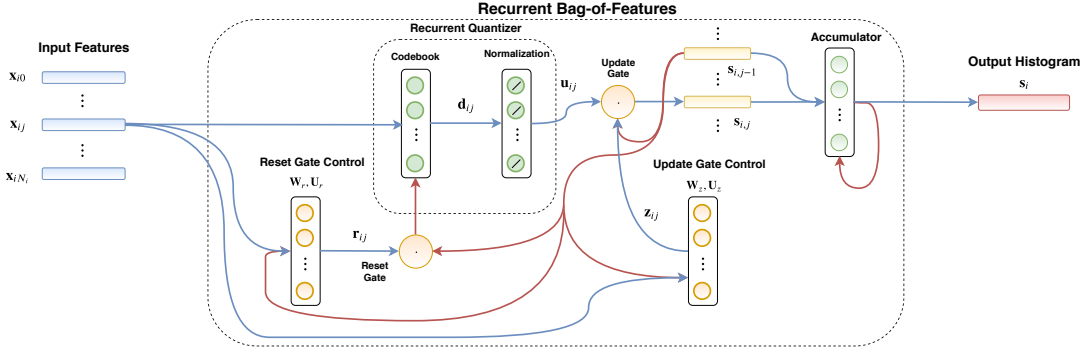 Recurrent Bag-of-Features
Recurrent Quantizer
Input Features
Codebook
Normalization
Accumulator
Output Histogram
Update
Gate
x_{i0}
x_{ij}
x_{iN_i}
d_{ij}
u_{ij}
s_{i,j-1}
s_{i,j}
s_i
Reset Gate Control
W_r, U_r
r_{ij}
Reset
Gate
Update Gate Control
W_z, U_z
z_{ij}